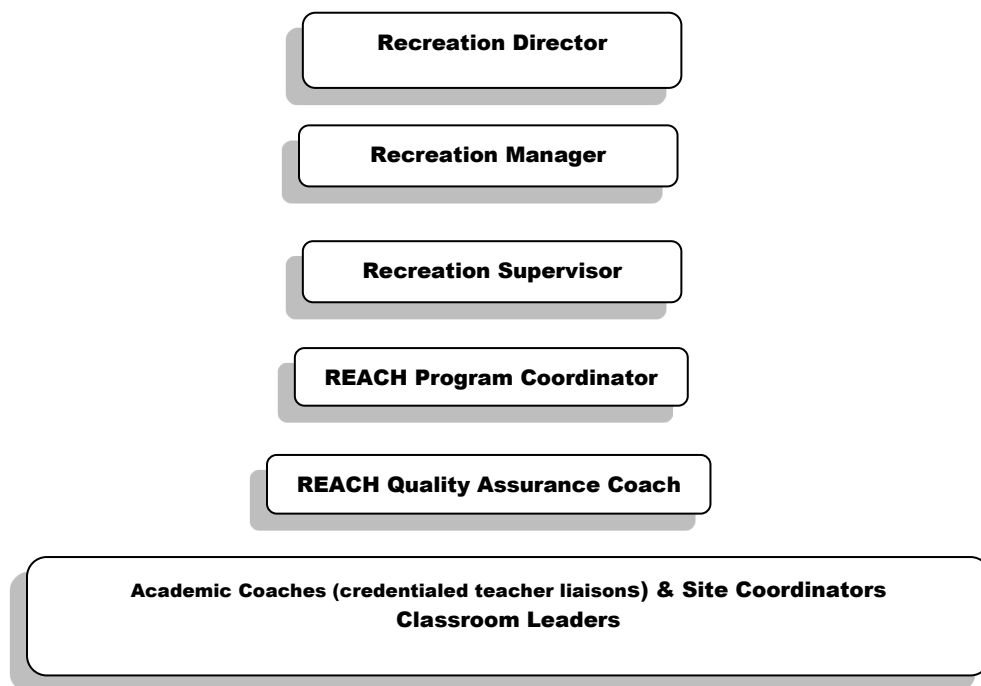 Recreation Director
Recreation Manager
Recreation Supervisor
REACH Program Coordinator
REACH Quality Assurance Coach
Academic Coaches (credentialed teacher liaisons) & Site Coordinators
Classroom Leaders